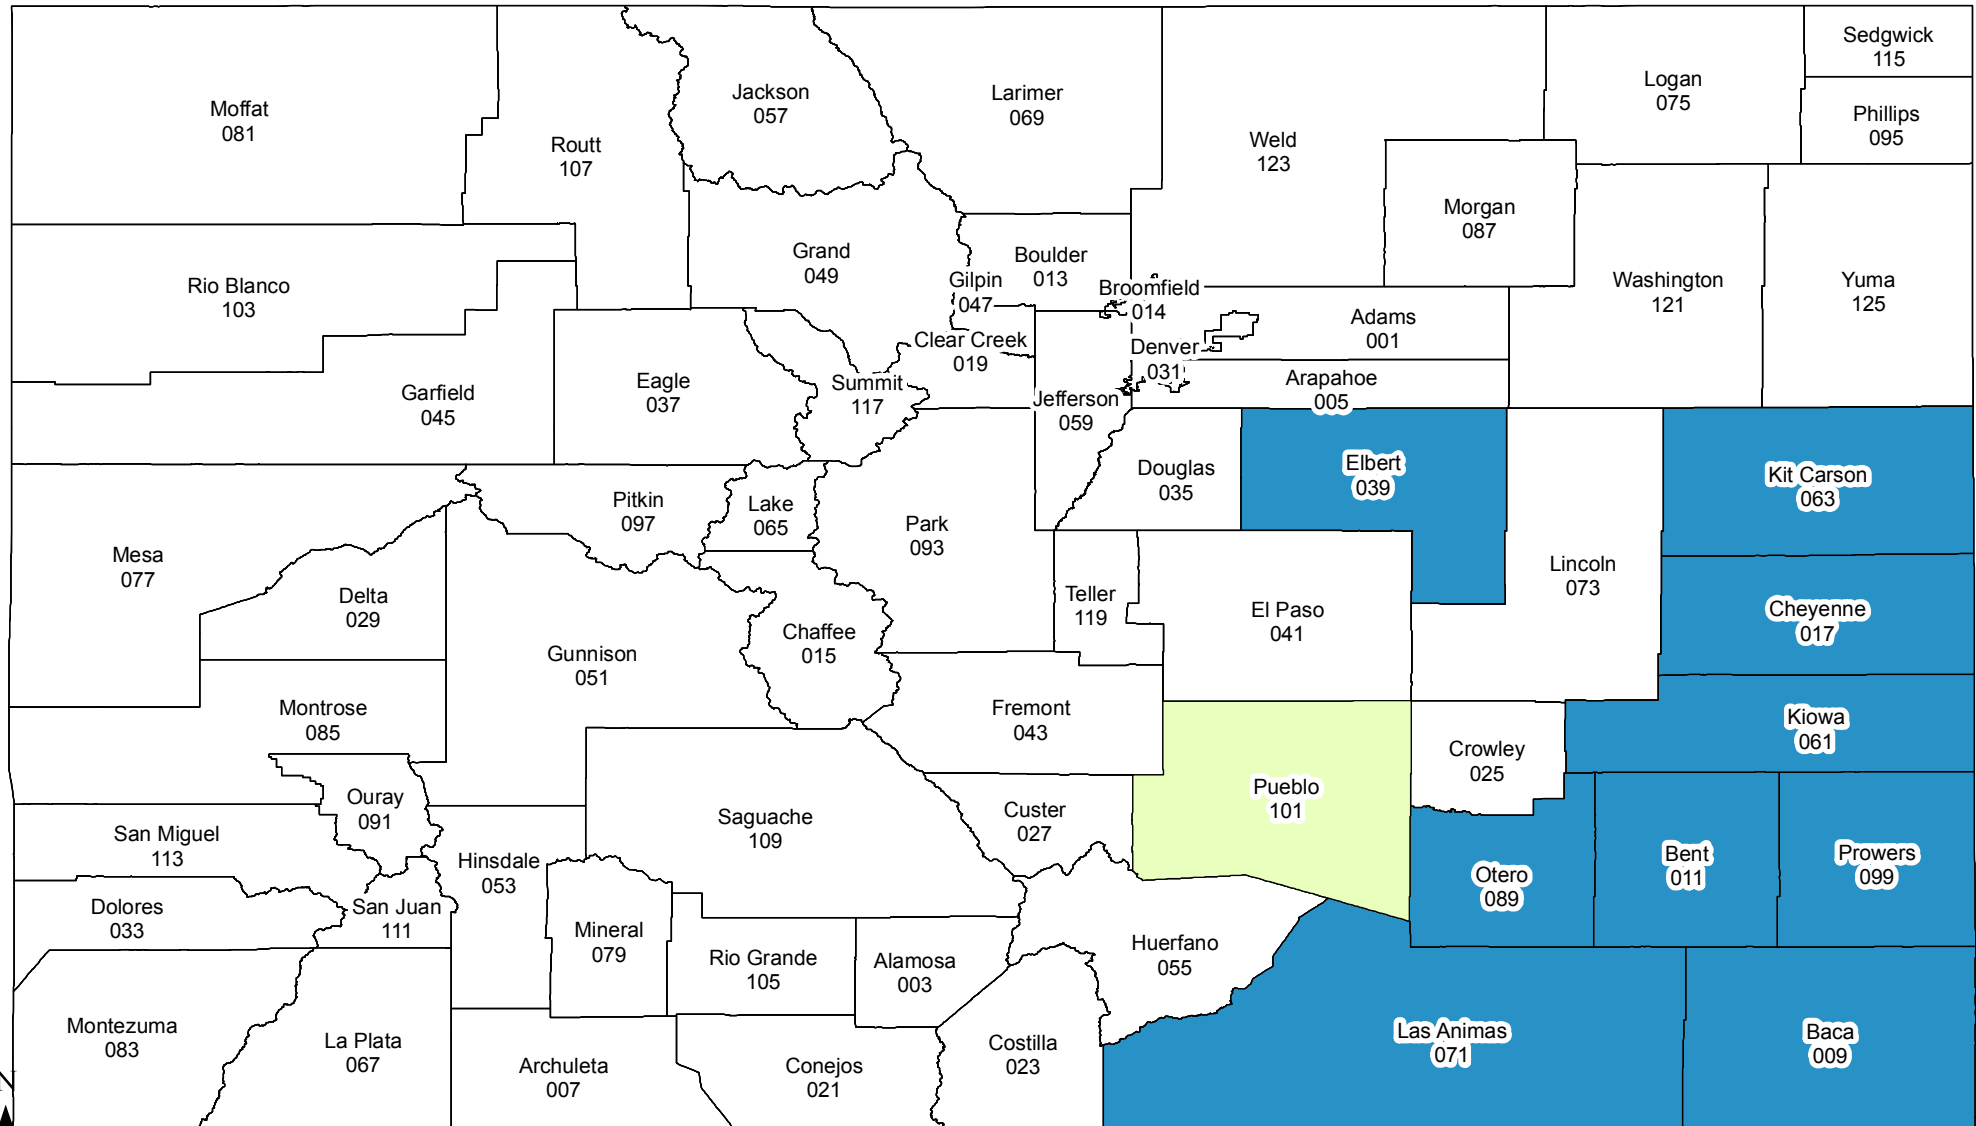 Moffat
081
Routt
107
Jackson
057
Larimer
069
Weld
123
Logan
075
Sedgwick
115
Phillips
095
Morgan
087
Washington
121
Yuma
125
Rio Blanco
103
Grand
049
Boulder
013
Gilpin
047
Broomfield
014
Adams
001
Clear Creek
019
Denver
031
Arapahoe
005
Garfield
045
Eagle
037
Summit
117
Jefferson
059
Douglas
035
Elbert
039
Kit Carson
063
Mesa
077
Pitkin
097
Lake
065
Park
093
Lincoln
073
Delta
029
Gunnison
051
Chaffee
015
Teller
119
El Paso
041
Cheyenne
017
Montrose
085
Fremont
043
Kiowa
061
Ouray
091
Saguache
109
Custer
027
Pueblo
101
Crowley
025
San Miguel
113
Hinsdale
053
Otero
089
Bent
011
Prowers
099
Dolores
033
San Juan
111
Mineral
079
Rio Grande
105
Alamosa
003
Huerfano
055
Montezuma
083
La Plata
067
Archuleta
007
Conejos
021
Costilla
023
Las Animas
071
Baca
009